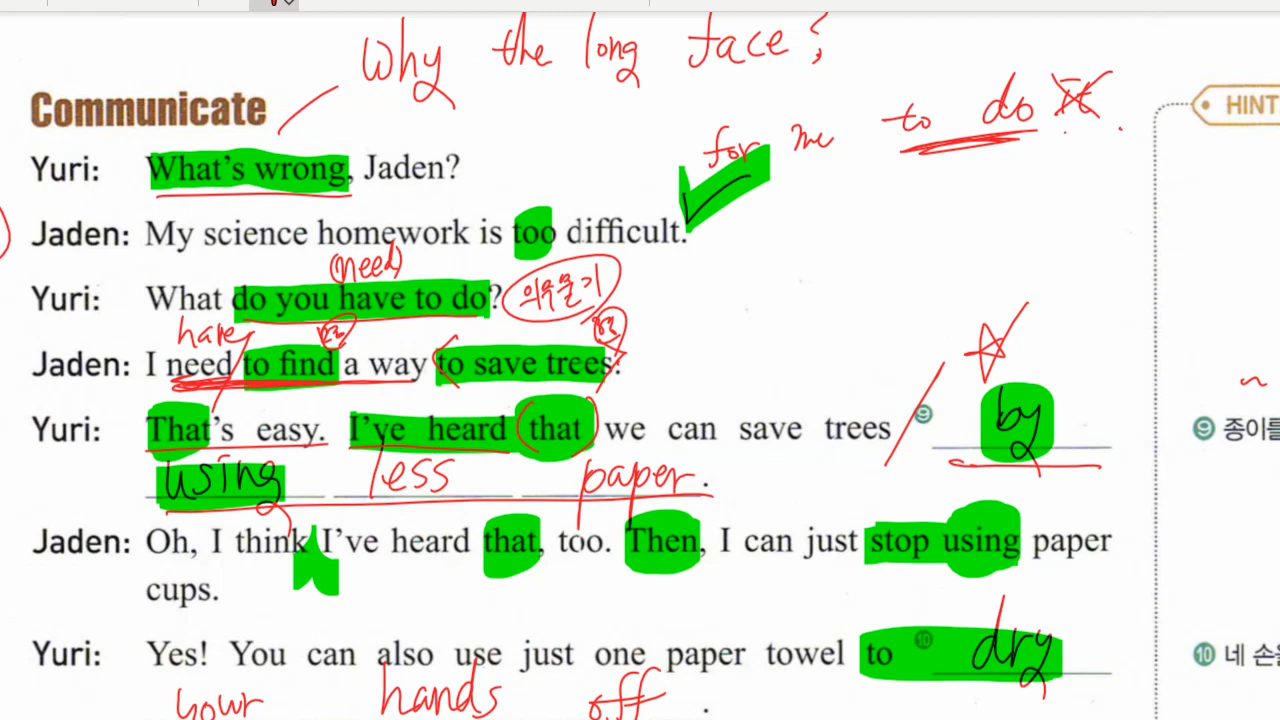 Why the long face?
Communicate
HINT
for me to do it.
Yuri: What's wrong, Jaden?
Jaden: My science homework is too difficult.
(need)
Yuri: What do you have to do? 의무묻기
have
Jaden: I need to find a way to save trees.
Yuri: That's easy. I've heard that we can save trees ⑨ by
⑨ 종이를
using less paper.
Jaden: Oh, I think I've heard that, too. Then, I can just stop using paper
cups.
Yuri: Yes! You can also use just one paper towel to ⑩ dry
⑩ 네 손을
your hands off.